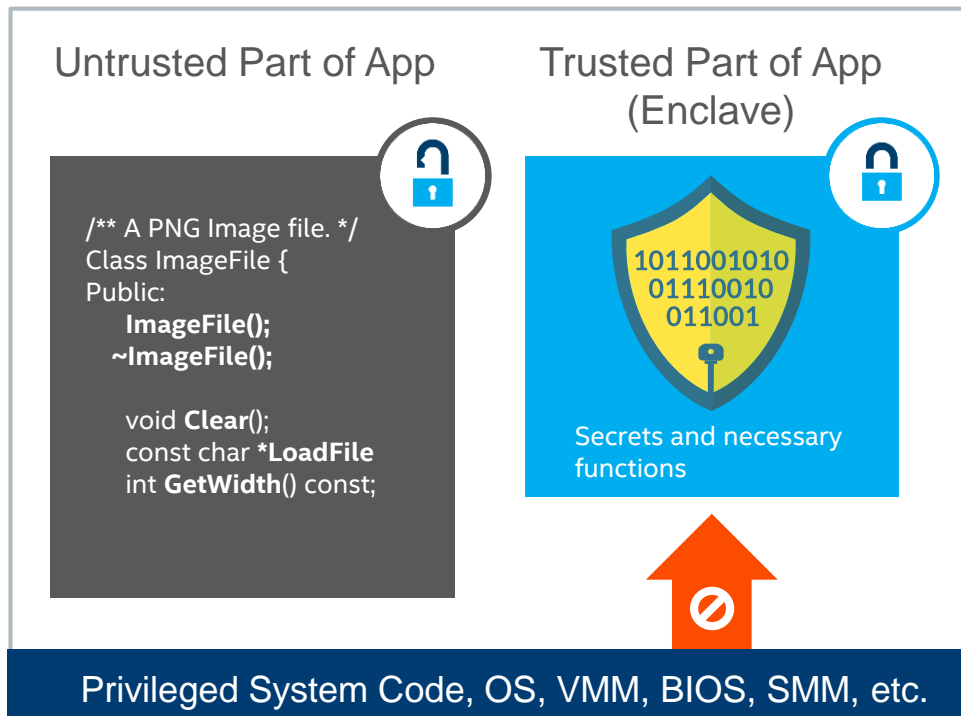 Untrusted Part of App
/** A PNG Image file. */
Class ImageFile {
Public:
ImageFile();
~ImageFile();
void Clear();
const char *LoadFile
int GetWidth() const;
Trusted Part of App
(Enclave)
1011001010
01110010
011001
Secrets and necessary
functions
Privileged System Code, OS, VMM, BIOS, SMM, etc.